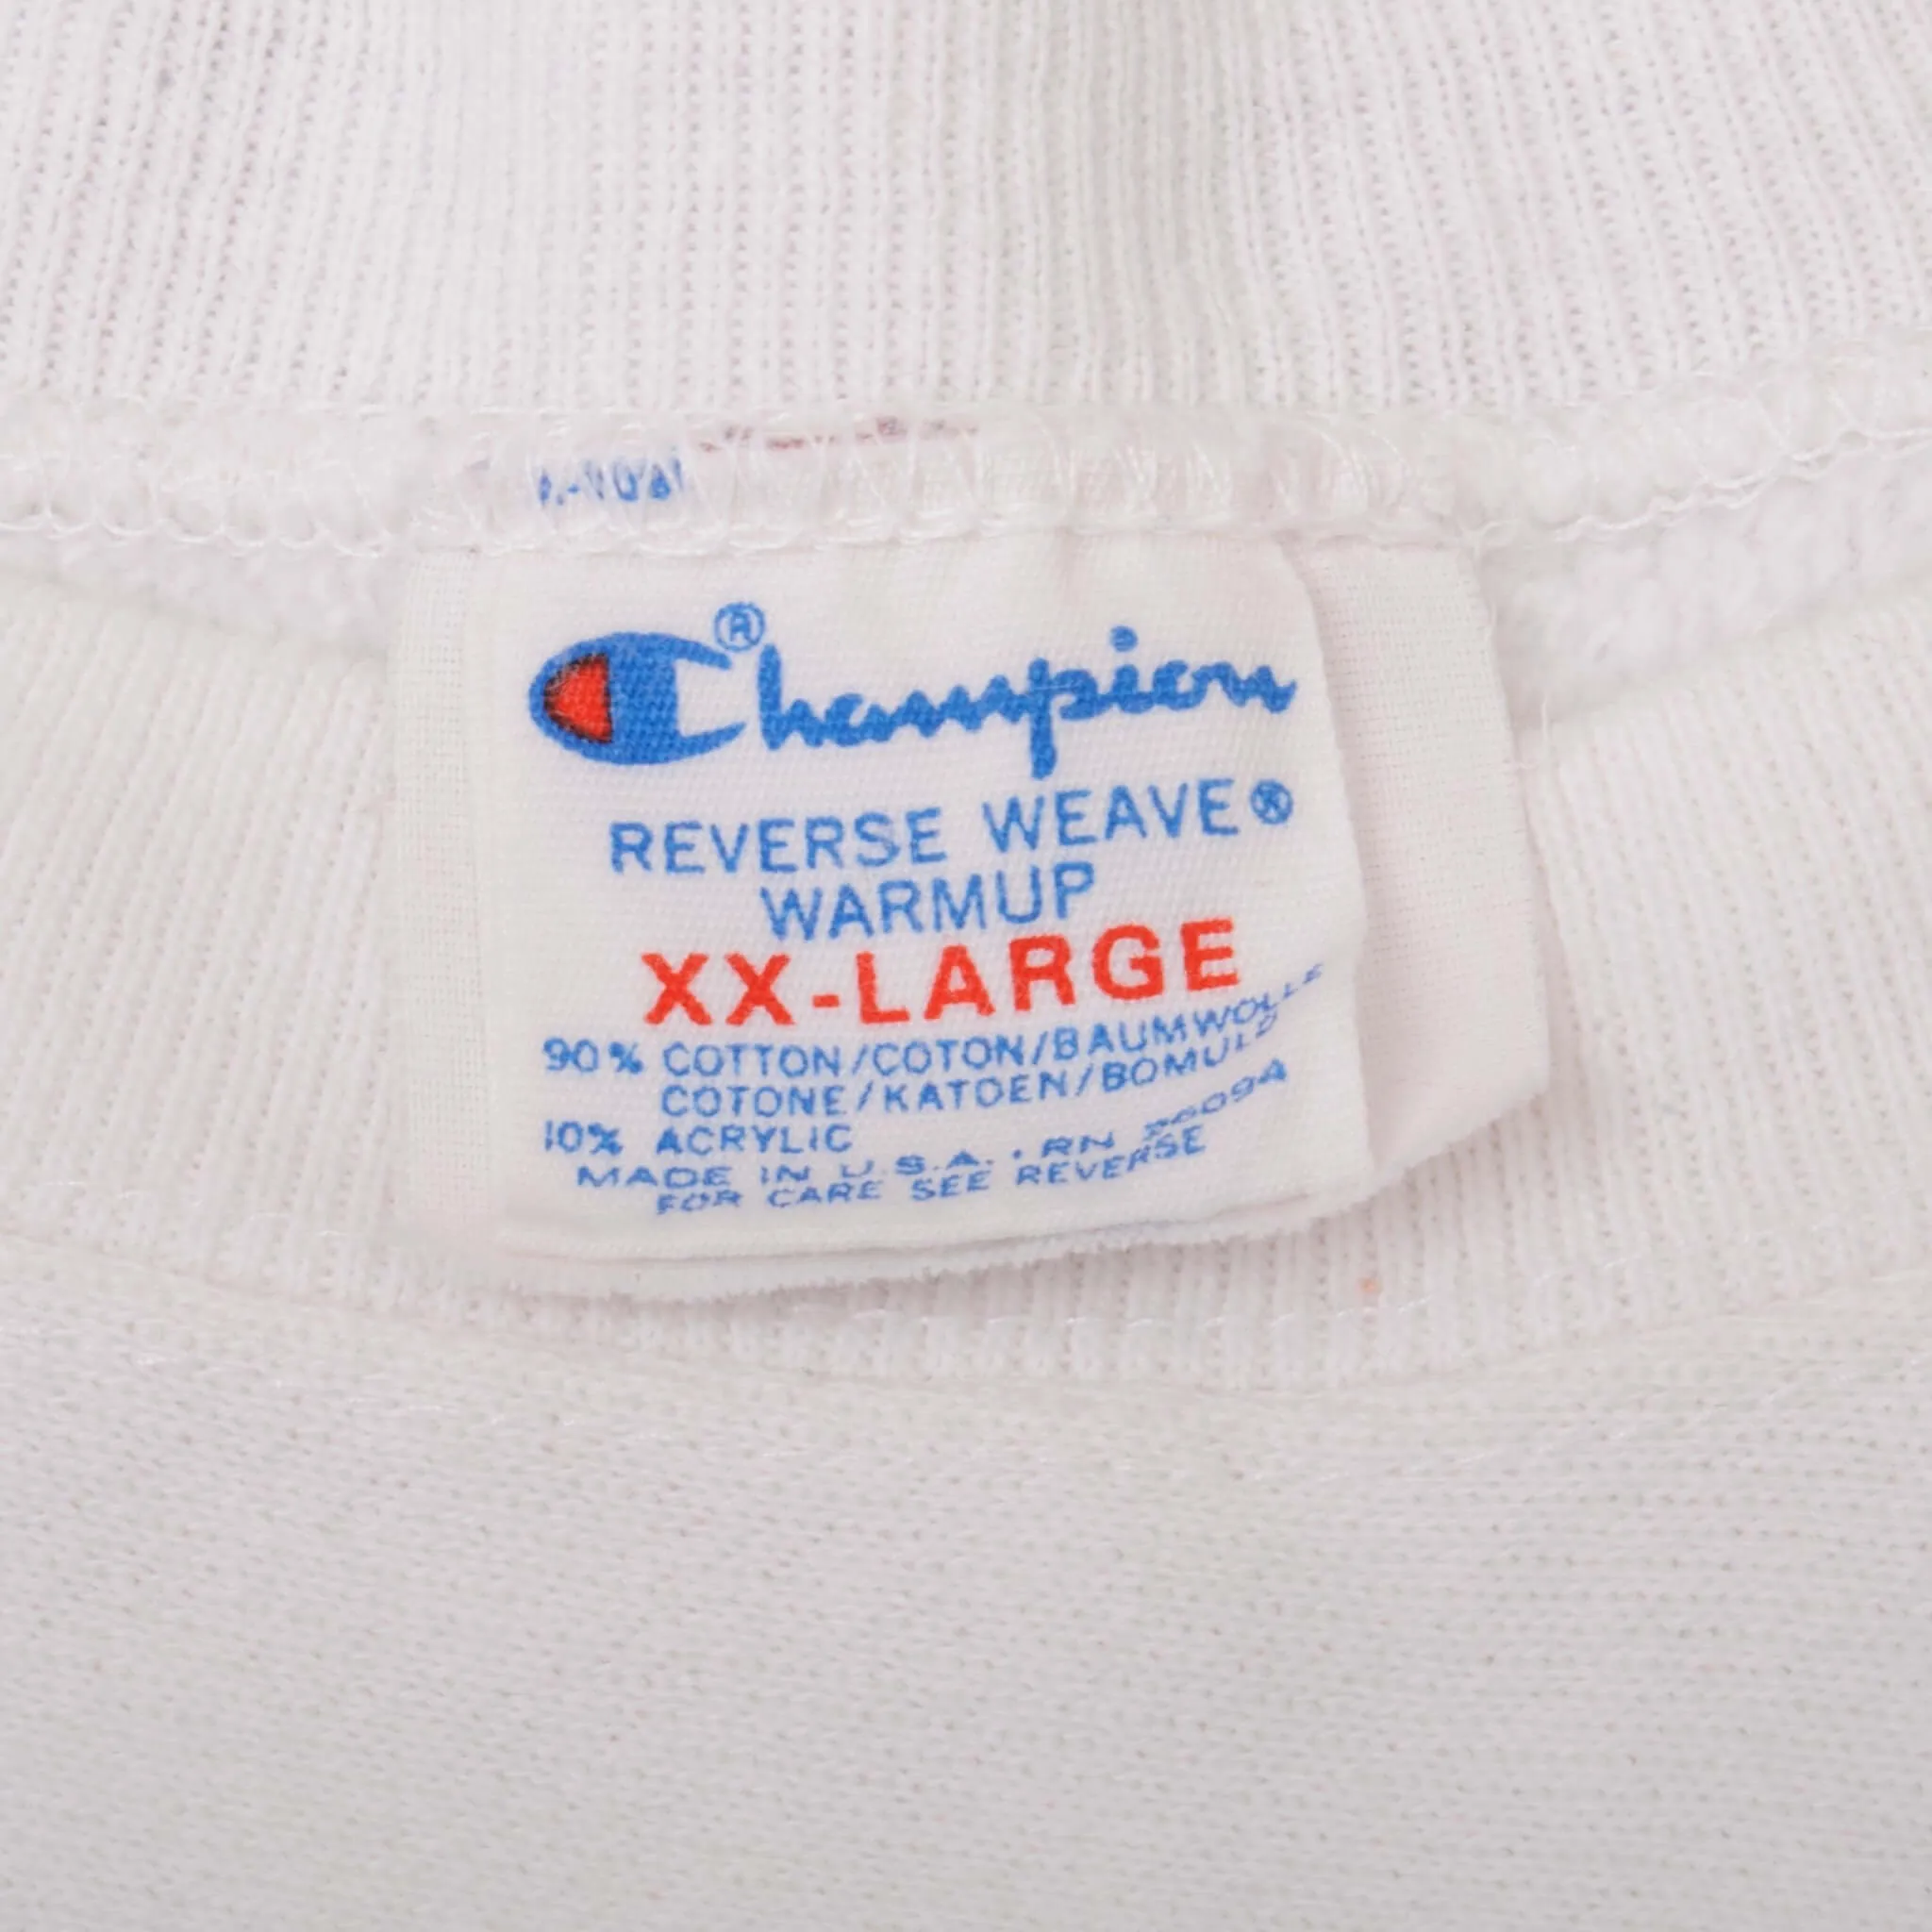 Champion®
REVERSE WEAVE®
WARMUP
XX-LARGE
90% COTTON/COTON/BAUMWOLLE
COTONE/KATOEN/BOMULD
10% ACRYLIC
MADE IN U.S.A. . RN 26094
FOR CARE SEE REVERSE